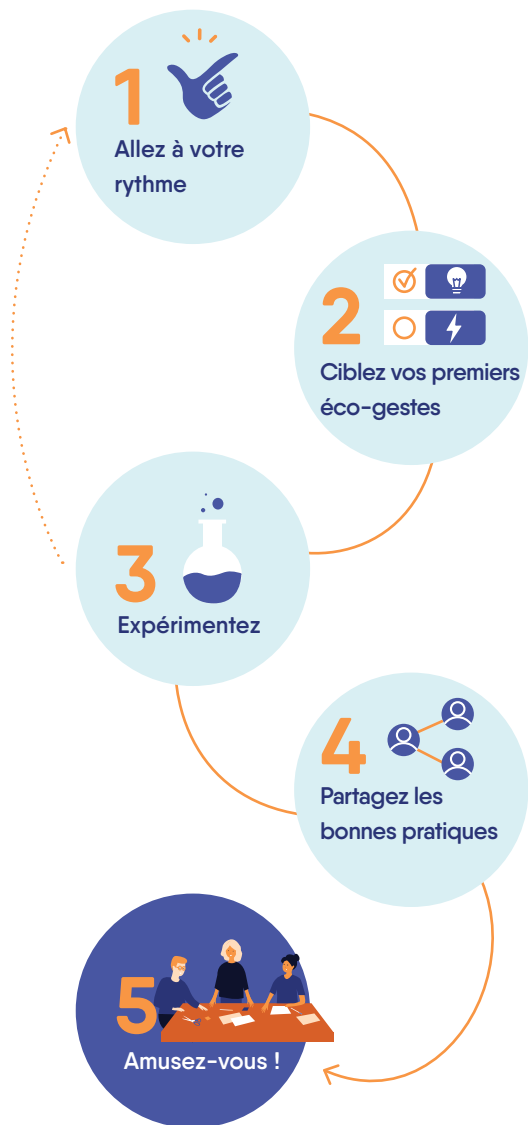 1
Allez à votre
rythme
2
Ciblez vos premiers
éco-gestes
3
Expérimentez
4
Partagez les
bonnes pratiques
5
Amusez-vous !